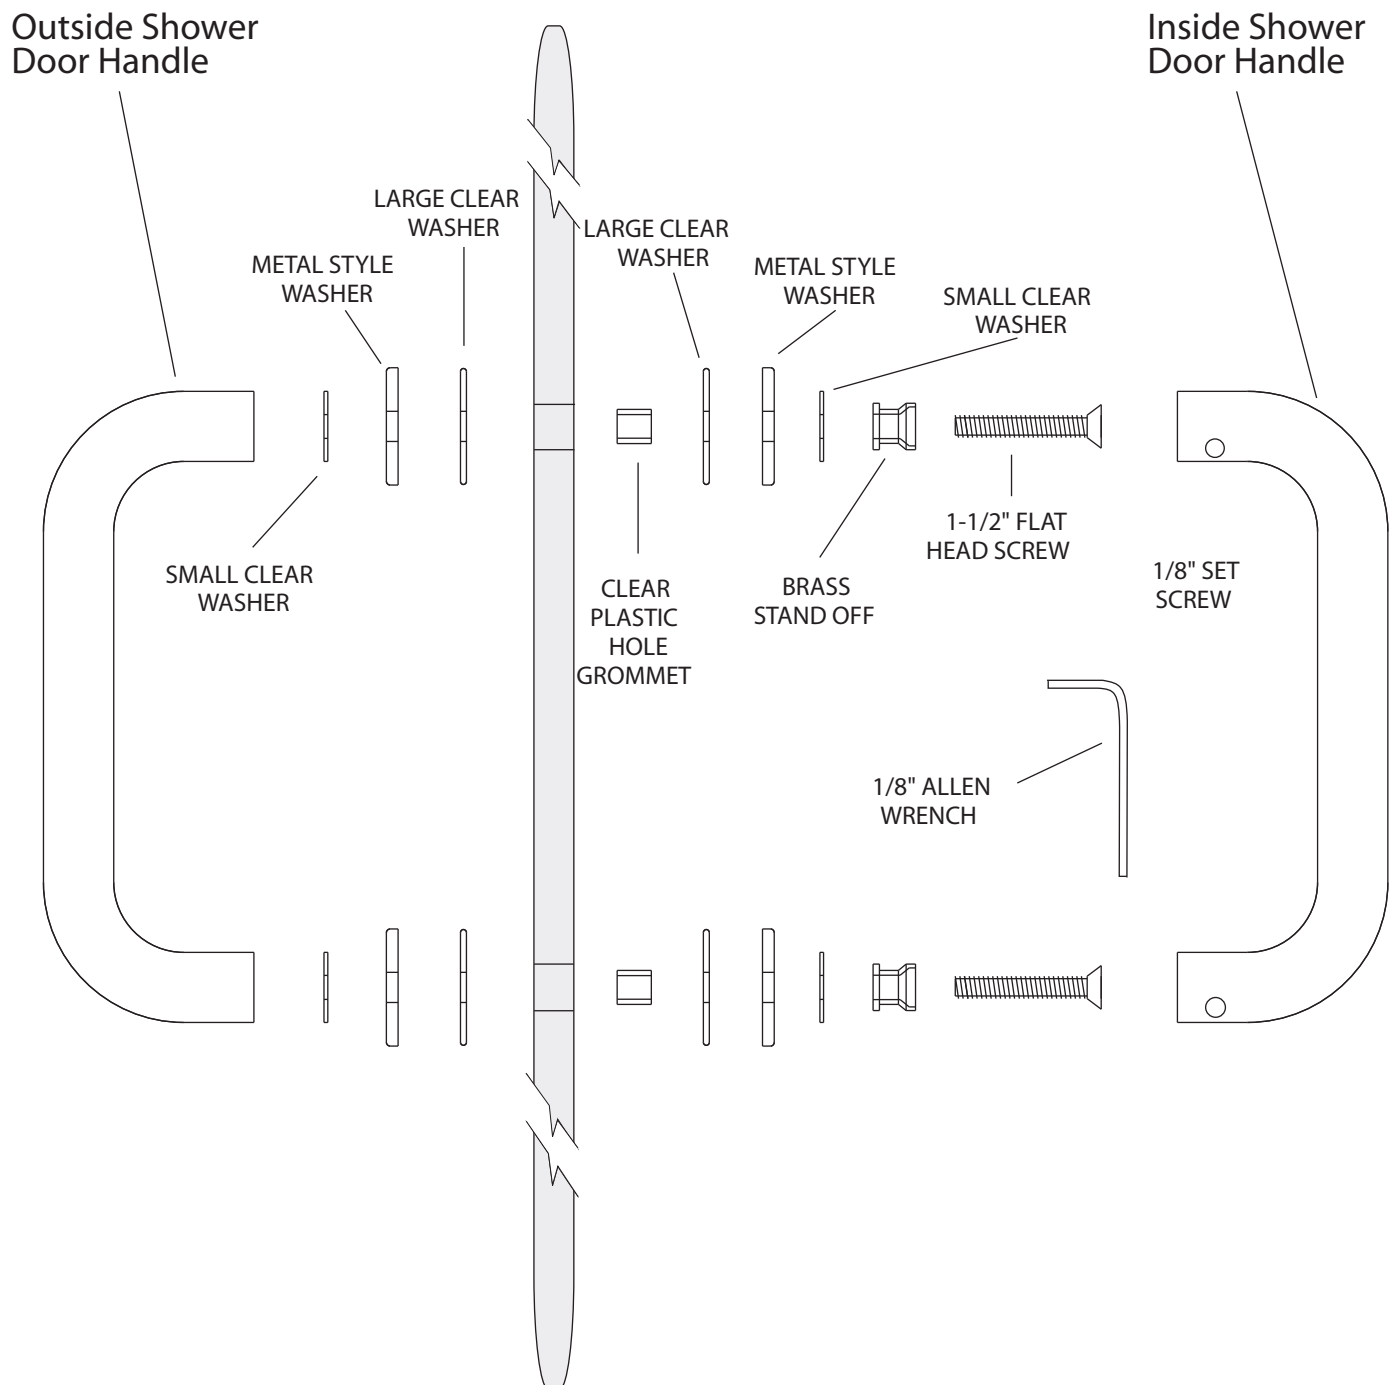 Outside Shower
Door Handle
Inside Shower
Door Handle
LARGE CLEAR
WASHER
LARGE CLEAR
WASHER
METAL STYLE
WASHER
METAL STYLE
WASHER
SMALL CLEAR
WASHER
SMALL CLEAR
WASHER
CLEAR
PLASTIC
HOLE
GROMMET
BRASS
STAND OFF
1-1/2" FLAT
HEAD SCREW
1/8" SET
SCREW
1/8" ALLEN
WRENCH